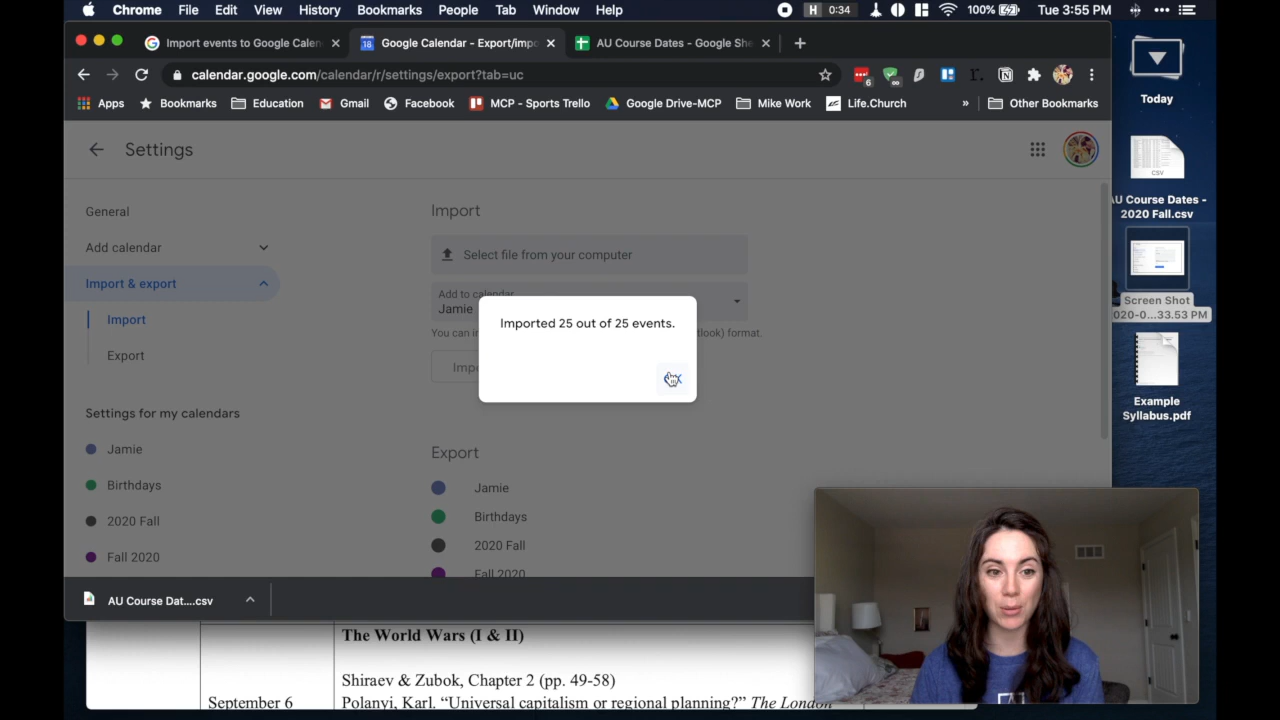 Chrome File Edit View History Bookmarks People Tab Window Help H 0:34 100% Tue 3:55 PM
Import events to Google Calen Google Calendar - Export/impo AU Course Dates - Google She
calendar.google.com/calendar/r/settings/export?tab=uc 6
Apps Bookmarks Education Gmail Facebook MCP - Sports Trello Google Drive-MCP Mike Work Life.Church » Other Bookmarks
Today
CSV
AU Course Dates -
2020 Fall.csv
Screen Shot
020-0...33.53 PM
Example
Syllabus.pdf
Settings
General
Add calendar
Import & export
Import
Export
Settings for my calendars
Jamie
Birthdays
2020 Fall
Fall 2020
Import
Select file from your computer
Add to calendar
Jamie
You can i tlook) format.
Impo
Imported 25 out of 25 events.
Export
Jamie
Birthdays
2020 Fall
Fall 2020
AU Course Dat....csv
The World Wars (I & II)
Shiraev & Zubok, Chapter 2 (pp. 49-58)
September 6 Polanyi, Karl. “Universal capitalism or regional planning?” The London